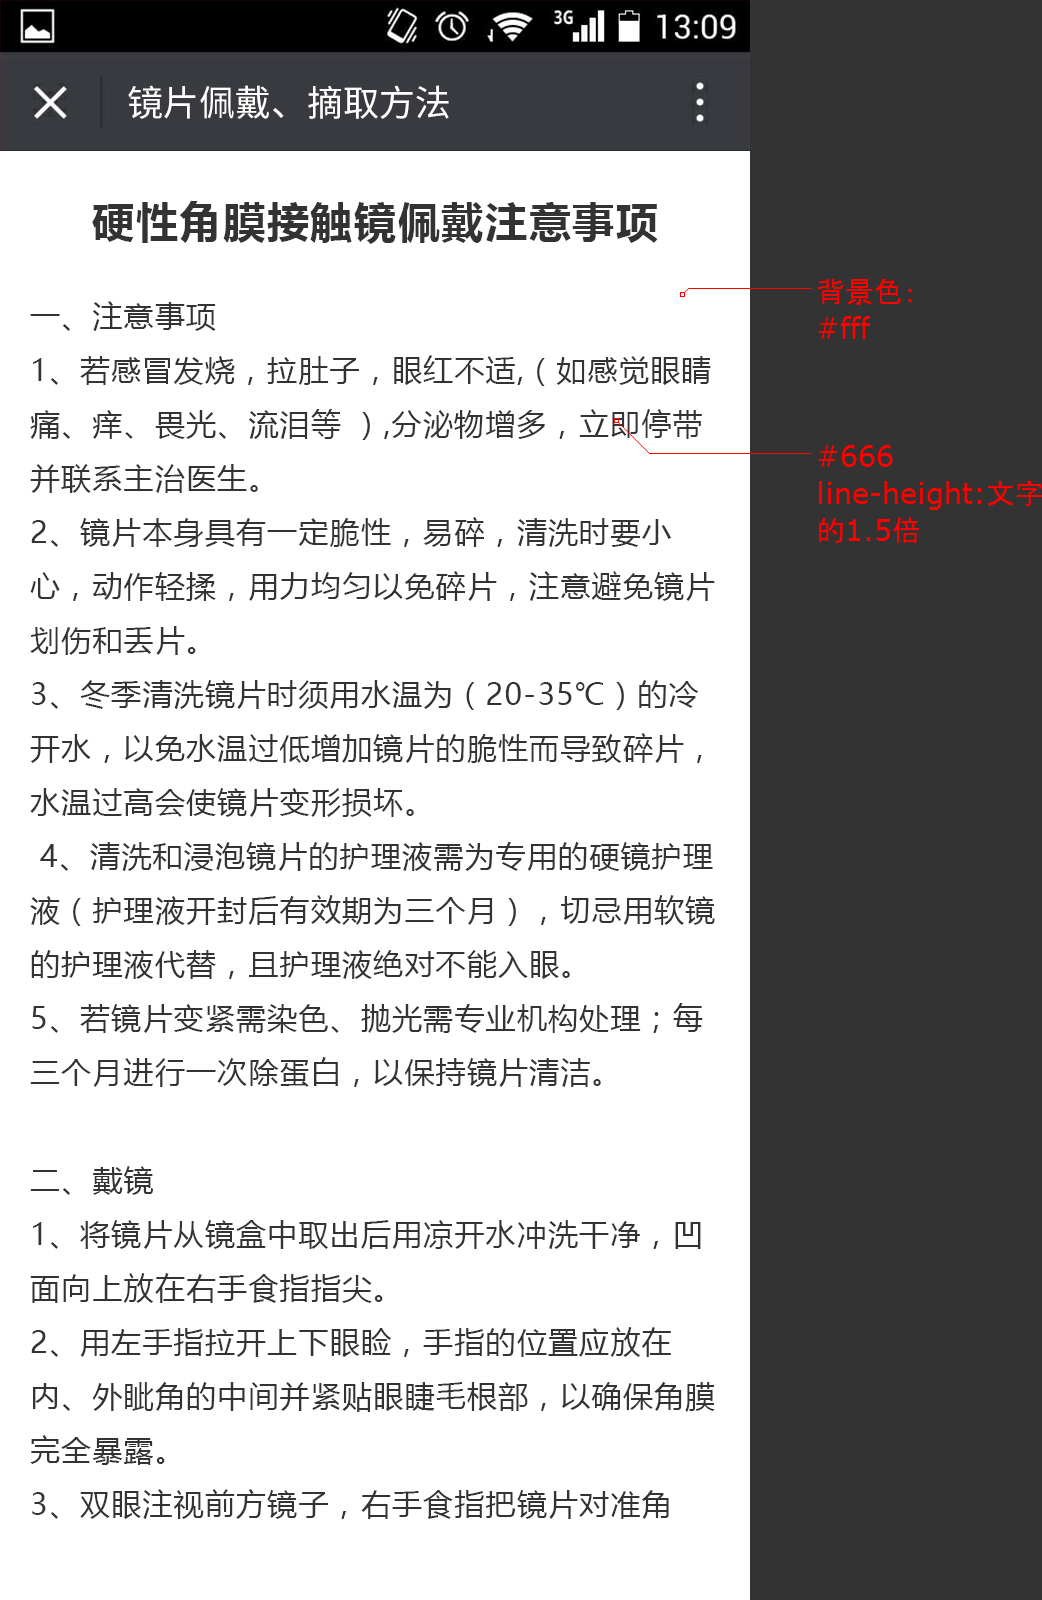 3G 13:09
镜片佩戴、摘取方法
硬性角膜接触镜佩戴注意事项
一、注意事项
1、若感冒发烧，拉肚子，眼红不适,（如感觉眼睛
痛、痒、畏光、流泪等 ）,分泌物增多，立即停带
并联系主治医生。
2、镜片本身具有一定脆性，易碎，清洗时要小
心，动作轻揉，用力均匀以免碎片，注意避免镜片
划伤和丢片。
3、冬季清洗镜片时须用水温为（20-35℃）的冷
开水，以免水温过低增加镜片的脆性而导致碎片，
水温过高会使镜片变形损坏。
4、清洗和浸泡镜片的护理液需为专用的硬镜护理
液（护理液开封后有效期为三个月），切忌用软镜
的护理液代替，且护理液绝对不能入眼。
5、若镜片变紧需染色、抛光需专业机构处理；每
三个月进行一次除蛋白，以保持镜片清洁。
二、戴镜
1、将镜片从镜盒中取出后用凉开水冲洗干净，凹
面向上放在右手食指指尖。
2、用左手指拉开上下眼睑，手指的位置应放在
内、外眦角的中间并紧贴眼睫毛根部，以确保角膜
完全暴露。
3、双眼注视前方镜子，右手食指把镜片对准角
背景色：
#fff
#666
line-height:文字
的1.5倍